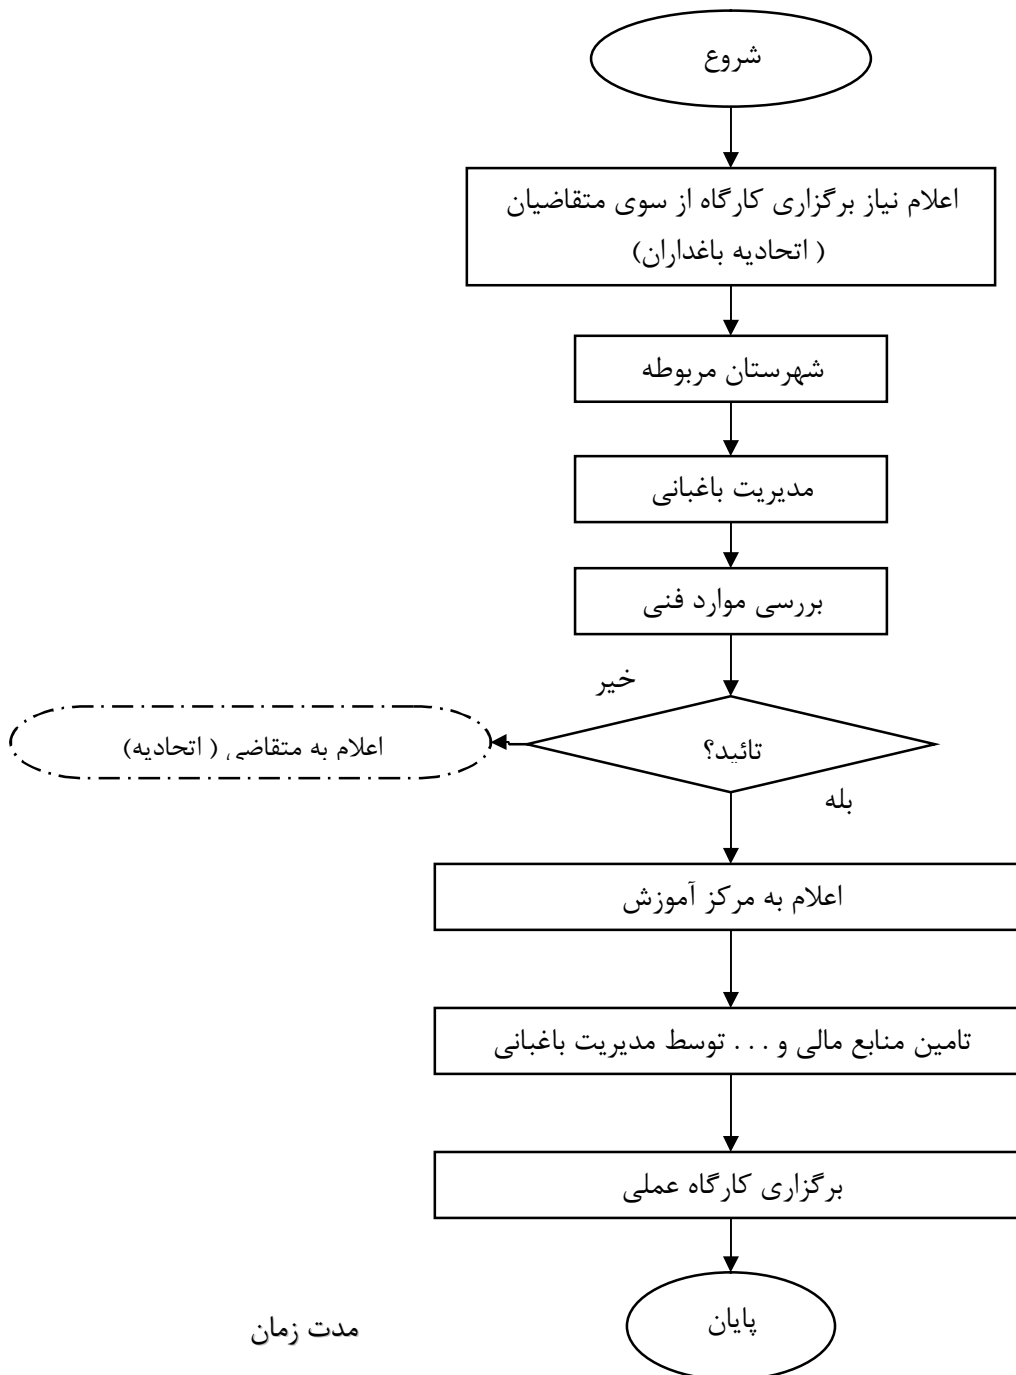 شروع
اعلام نیاز برگزاری کارگاه از سوی متقاضیان
( اتحادیه باغداران)
شهرستان مربوطه
مدیریت باغبانی
بررسی موارد فنی
خیر
تائید؟
اعلام به متقاضی ( اتحادیه)
بله
اعلام به مرکز آموزش
تامین منابع مالی و . . . توسط مدیریت باغبانی
برگزاری کارگاه عملی
پایان
مدت زمان